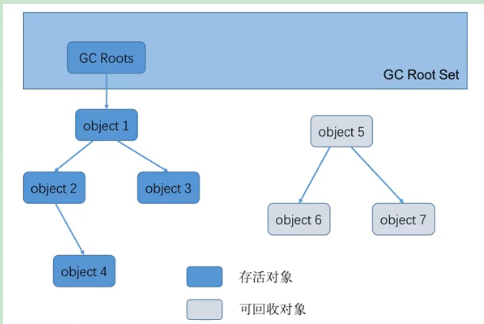 GC Roots
GC Root Set
object 1
object 5
object 2
object 3
object 6
object 7
object 4
存活对象
可回收对象